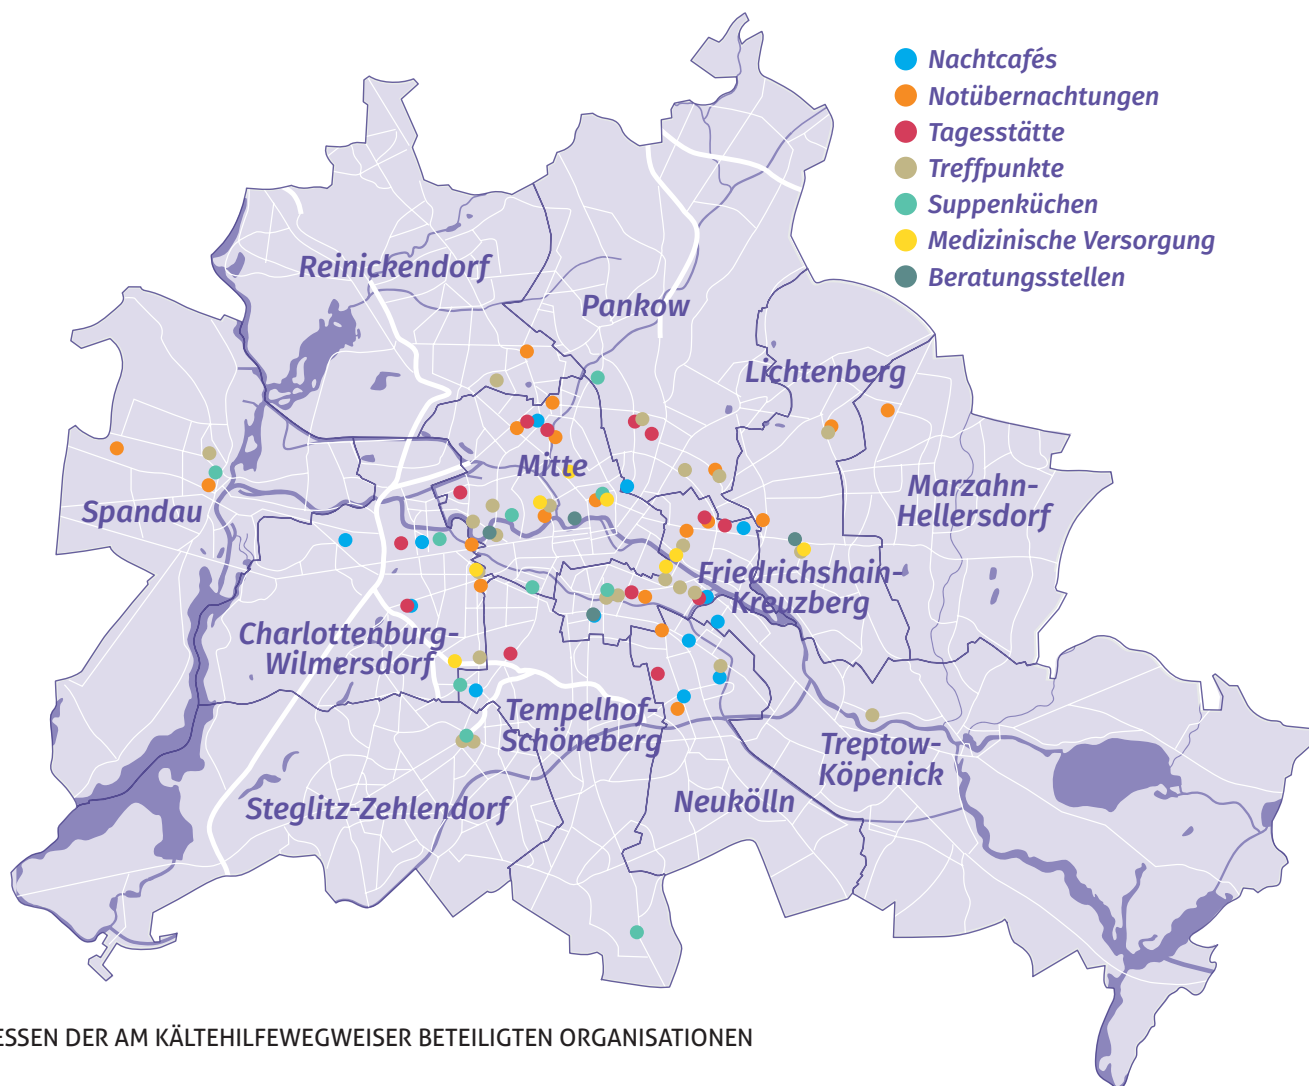 Nachtcafés
Notübernachtungen
Tagesstätte
Treffpunkte
Suppenküchen
Medizinische Versorgung
Beratungsstellen
Reinickendorf
Pankow
Lichtenberg
Mitte
Spandau
Marzahn-
Hellersdorf
Friedrichshain-
Kreuzberg
Charlottenburg-
Wilmersdorf
Tempelhof-
Schöneberg
Treptow-
Köpenick
Steglitz-Zehlendorf
Neukölln
ESSEN DER AM KÄLTEHILFEWEGWEISER BETEILIGTEN ORGANISATIONEN